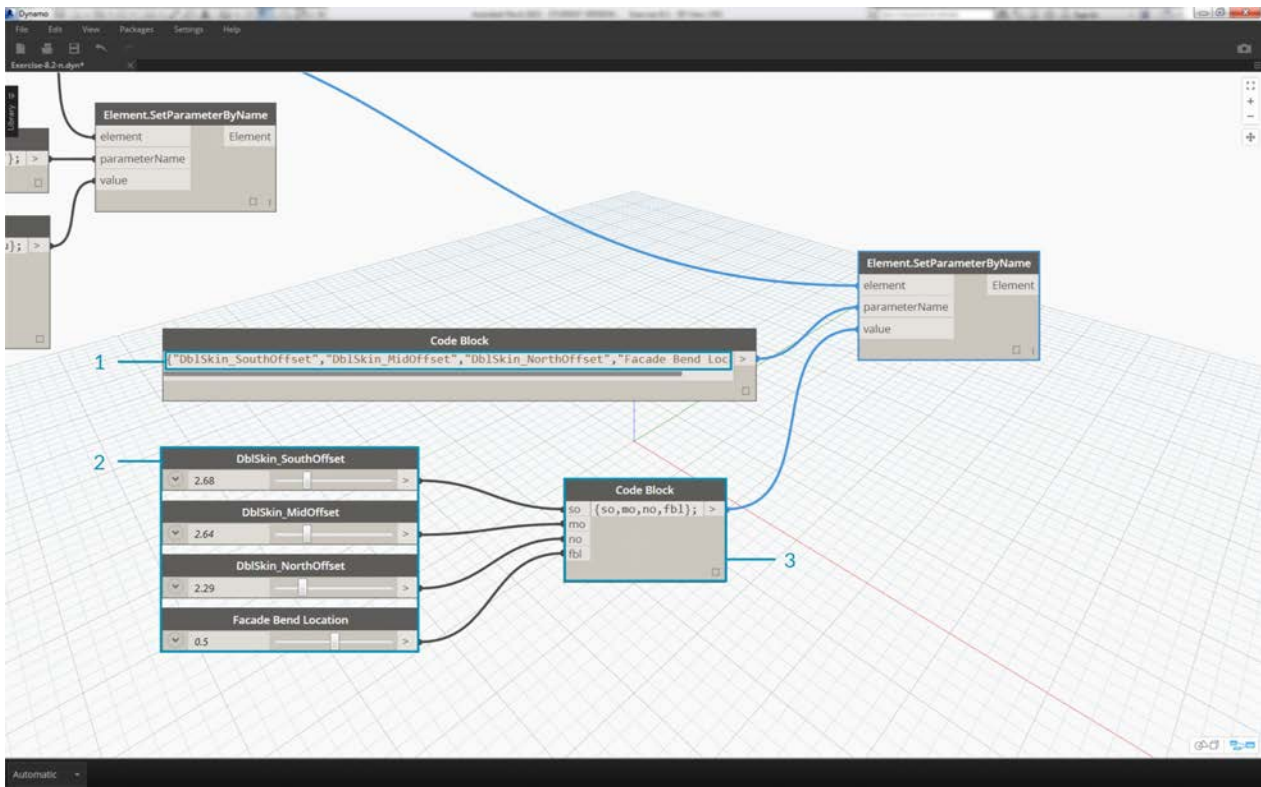 Dynamo
File Edit View Packages Settings Help
Exercise-8.2-n.dyn*
Library
Element.SetParameterByName
element Element
parameterName
value
}; >
}; >
Element.SetParameterByName
element Element
parameterName
value
Code Block
1
{"DblSkin_SouthOffset","DblSkin_MidOffset","DblSkin_NorthOffset","Facade Bend Loc >
2
DblSkin_SouthOffset
2.68 >
DblSkin_MidOffset
2.64 >
DblSkin_NorthOffset
2.29 >
Facade Bend Location
0.5 >
Code Block
so {so,mo,no,fbl}; >
mo
no
fbl
3
Automatic